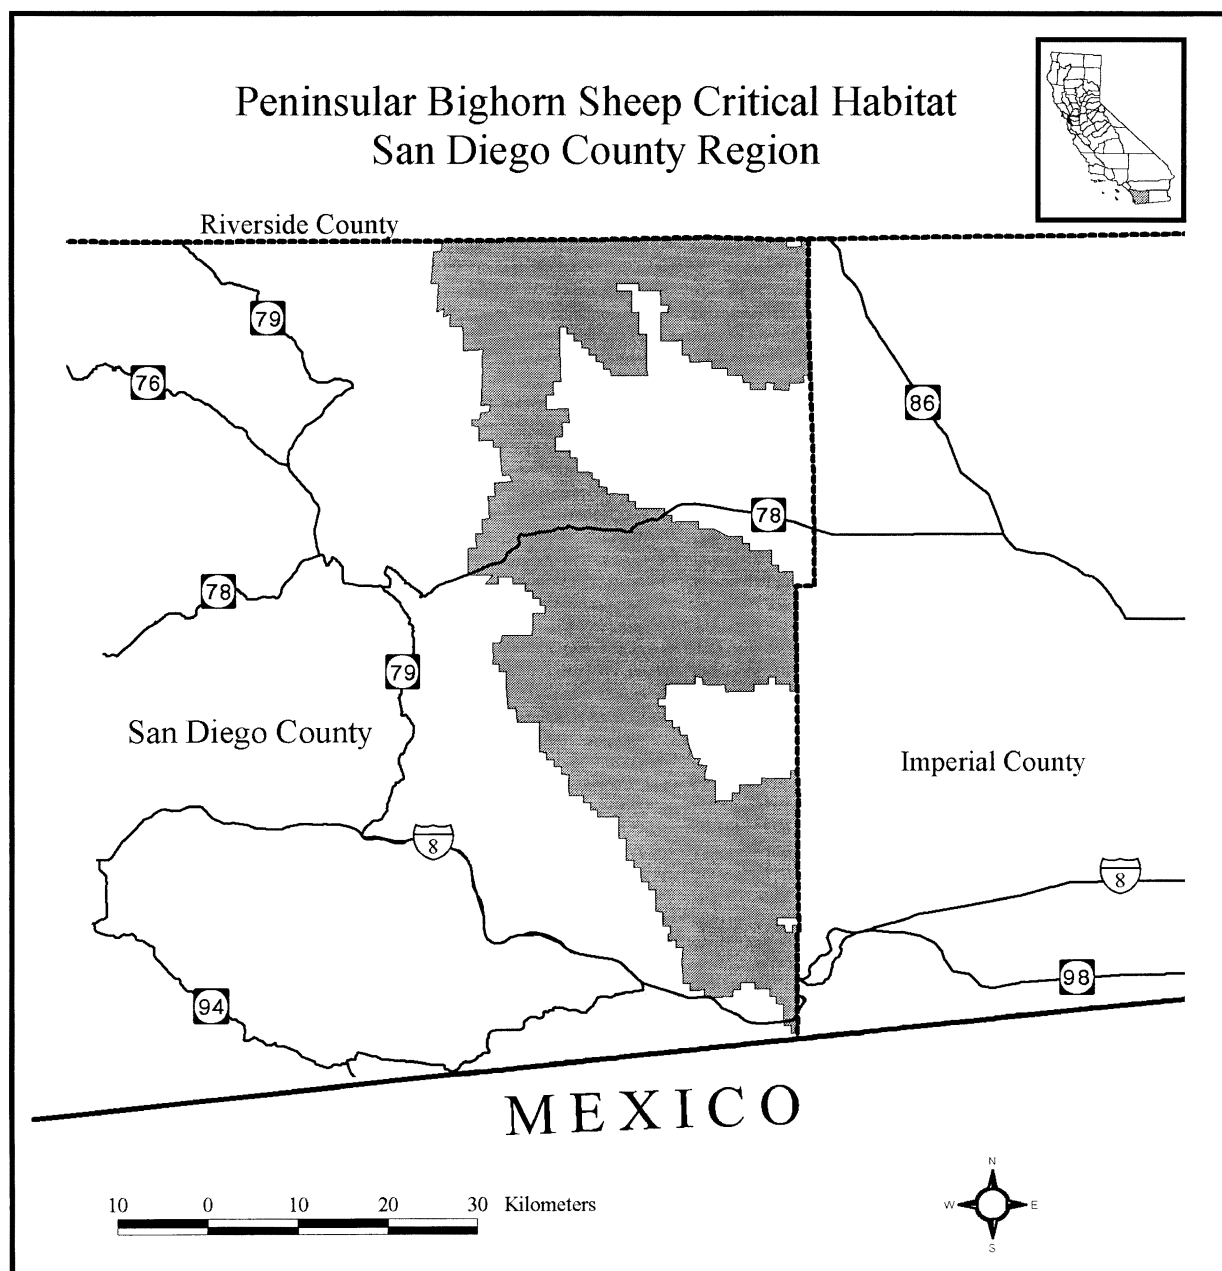 Peninsular Bighorn Sheep Critical Habitat
San Diego County Region
Riverside County
79
76
86
78
78
79
San Diego County
Imperial County
8
8
98
94
MEXICO
N
W E
S
10 0 10 20 30 Kilometers